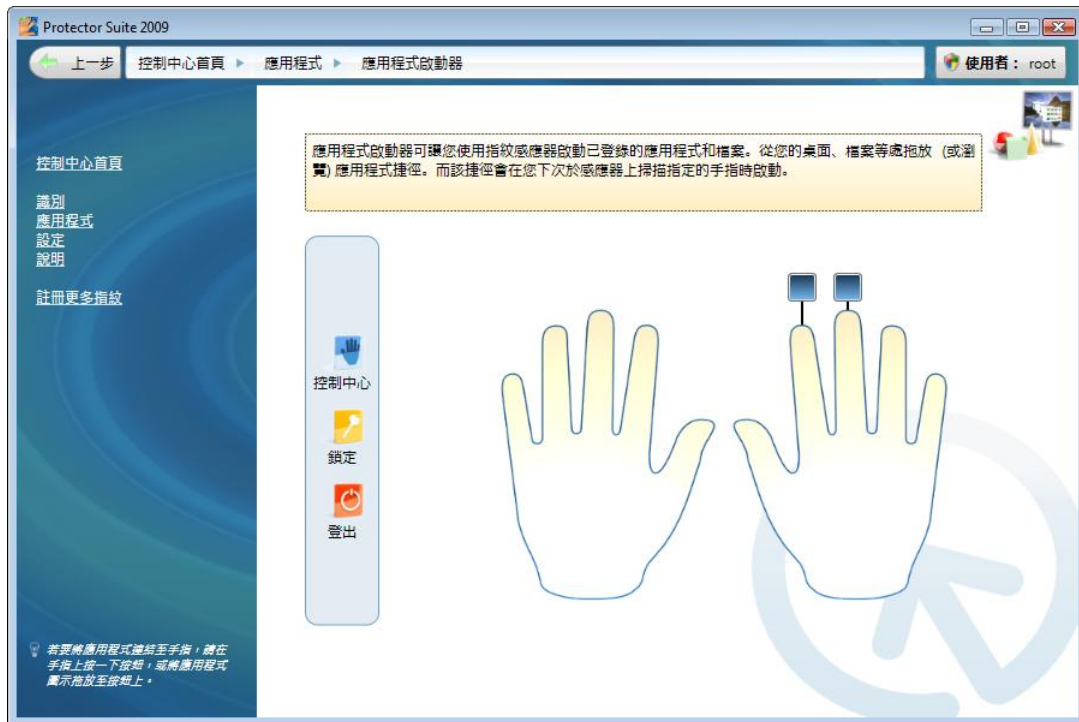 Protector Suite 2009
上一步 控制中心首頁 應用程式 應用程式啟動器 使用者： root
控制中心首頁
識別
應用程式
設定
說明
註冊更多指紋
應用程式啟動器可讓您使用指紋感應器啟動已登錄的應用程式和檔案。從您的桌面、檔案等處拖放 (或瀏
覽) 應用程式捷徑。而該捷徑會在您下次於感應器上掃描指定的手指時啟動。
控制中心
鎖定
登出
若要將應用程式連結至手指，請在
手指上按一下按鈕，或將應用程式
圖示拖放至按鈕上。